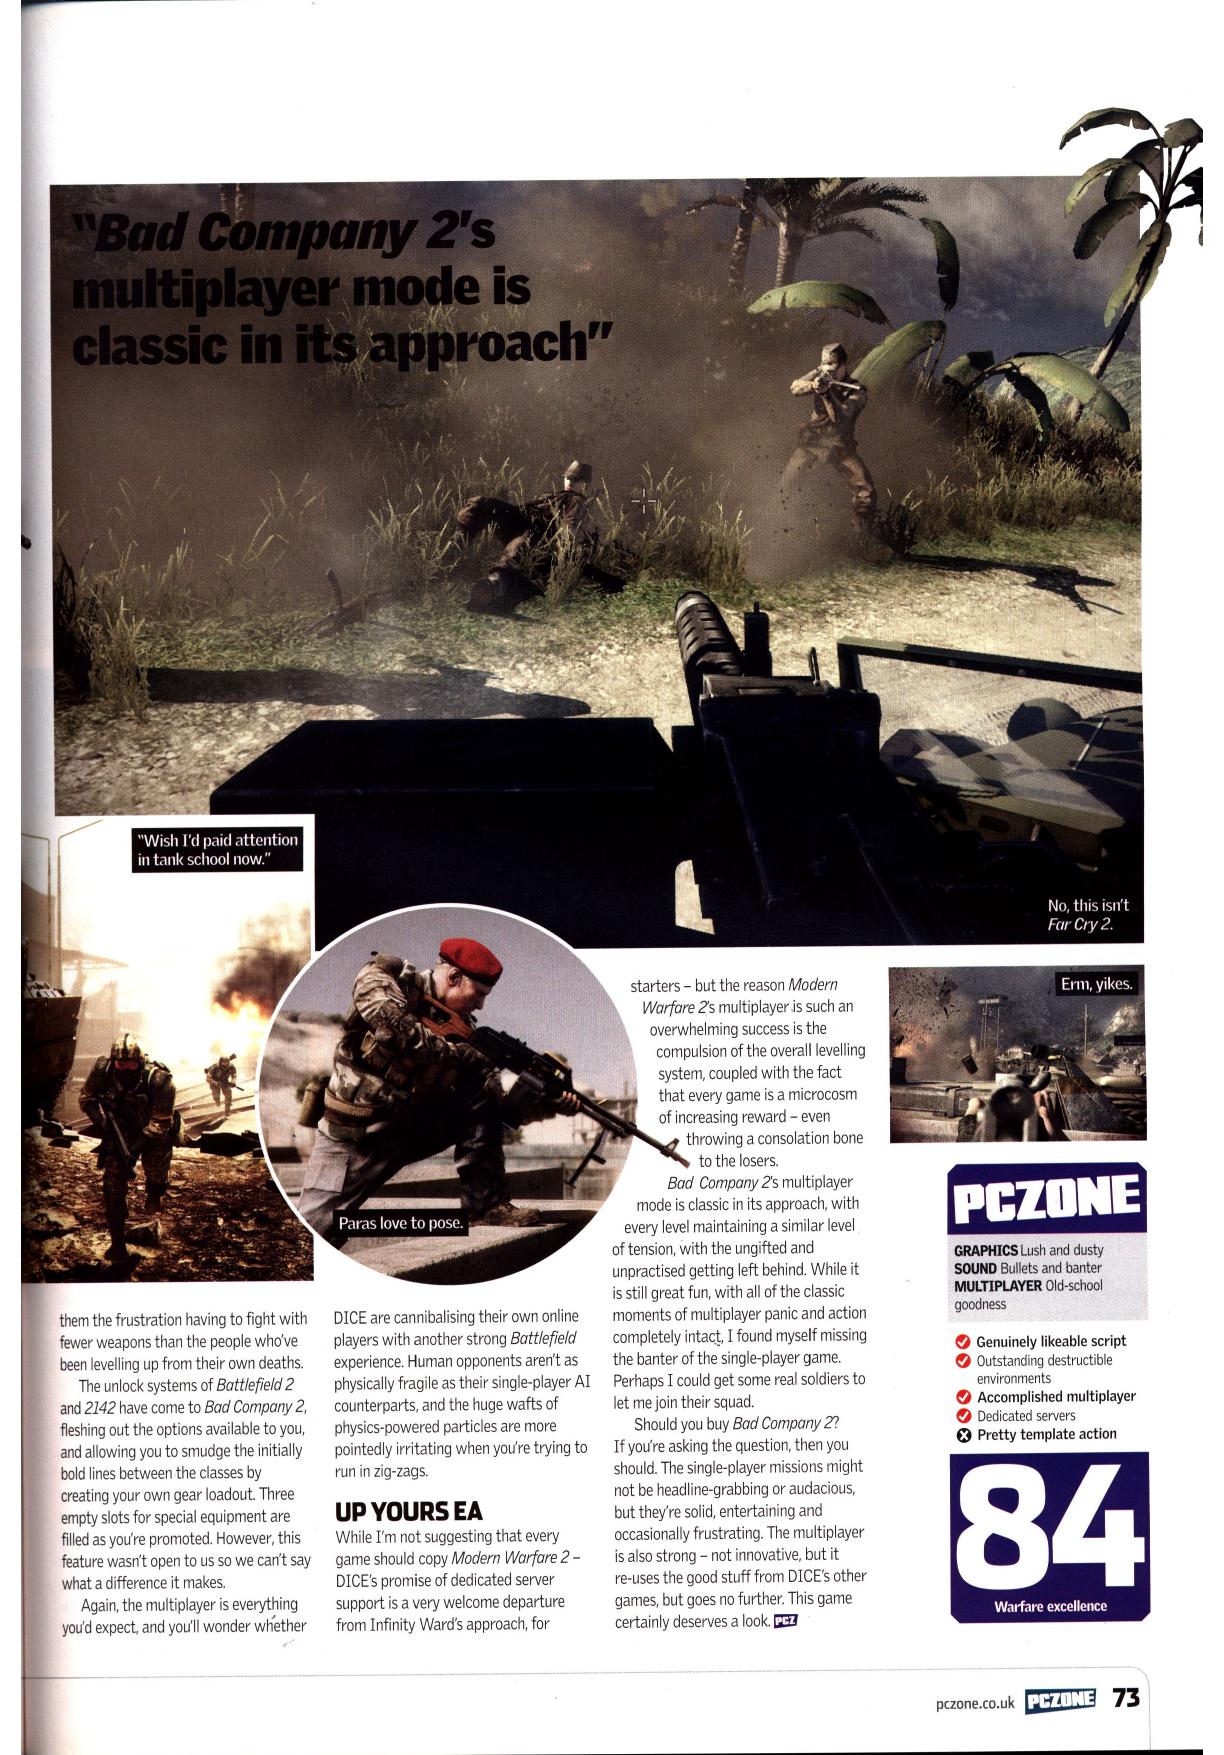 "Bad Company 2's
multiplayer mode is
classic in its approach"
"Wish I'd paid attention
in tank school now."
No, this isn't
Far Cry 2.
Paras love to pose.
Erm, yikes.
them the frustration having to fight with
fewer weapons than the people who've
been levelling up from their own deaths.
The unlock systems of Battlefield 2
and 2142 have come to Bad Company 2,
fleshing out the options available to you,
and allowing you to smudge the initially
bold lines between the classes by
creating your own gear loadout. Three
empty slots for special equipment are
filled as you're promoted. However, this
feature wasn't open to us so we can't say
what a difference it makes.
Again, the multiplayer is everything
you'd expect, and you'll wonder whether
DICE are cannibalising their own online
players with another strong Battlefield
experience. Human opponents aren't as
physically fragile as their single-player AI
counterparts, and the huge wafts of
physics-powered particles are more
pointedly irritating when you're trying to
run in zig-zags.
UP YOURS EA
While I'm not suggesting that every
game should copy Modern Warfare 2 –
DICE's promise of dedicated server
support is a very welcome departure
from Infinity Ward's approach, for
starters – but the reason Modern
Warfare 2's multiplayer is such an
overwhelming success is the
compulsion of the overall levelling
system, coupled with the fact
that every game is a microcosm
of increasing reward – even
throwing a consolation bone
to the losers.
Bad Company 2's multiplayer
mode is classic in its approach, with
every level maintaining a similar level
of tension, with the ungifted and
unpractised getting left behind. While it
is still great fun, with all of the classic
moments of multiplayer panic and action
completely intact, I found myself missing
the banter of the single-player game.
Perhaps I could get some real soldiers to
let me join their squad.
Should you buy Bad Company 2?
If you're asking the question, then you
should. The single-player missions might
not be headline-grabbing or audacious,
but they're solid, entertaining and
occasionally frustrating. The multiplayer
is also strong – not innovative, but it
re-uses the good stuff from DICE's other
games, but goes no further. This game
certainly deserves a look. PCZ
PCZONE
GRAPHICS Lush and dusty
SOUND Bullets and banter
MULTIPLAYER Old-school
goodness
Genuinely likeable script
Outstanding destructible
environments
Accomplished multiplayer
Dedicated servers
Pretty template action
84
Warfare excellence
pczone.co.uk PCZONE 73